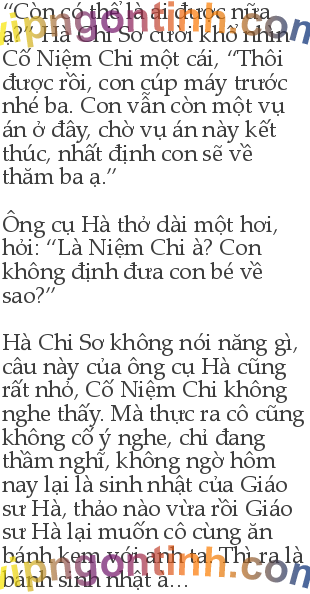 “Còn có thể là ai được nữa
ạ?” Hà Chi Sơ cười khổ nhìn
Cố Niệm Chi một cái, “Thôi
được rồi, con cúp máy trước
nhé ba. Con vẫn còn một vụ
án ở đây, chờ vụ án này kết
thúc, nhất định con sẽ về
thăm ba ạ.”
Ông cụ Hà thở dài một hơi,
hỏi: “Là Niệm Chi à? Con
không định đưa con bé về
sao?”
Hà Chi Sơ không nói năng gì,
câu này của ông cụ Hà cũng
rất nhỏ, Cố Niệm Chi không
nghe thấy. Mà thực ra cô cũng
không cố ý nghe, chỉ đang
thầm nghĩ, không ngờ hôm
nay lại là sinh nhật của Giáo
sư Hà, thảo nào vừa rồi Giáo
sư Hà lại muốn cô cùng ăn
bánh kem với anh ta. Thì ra là
bánh sinh nhật à...